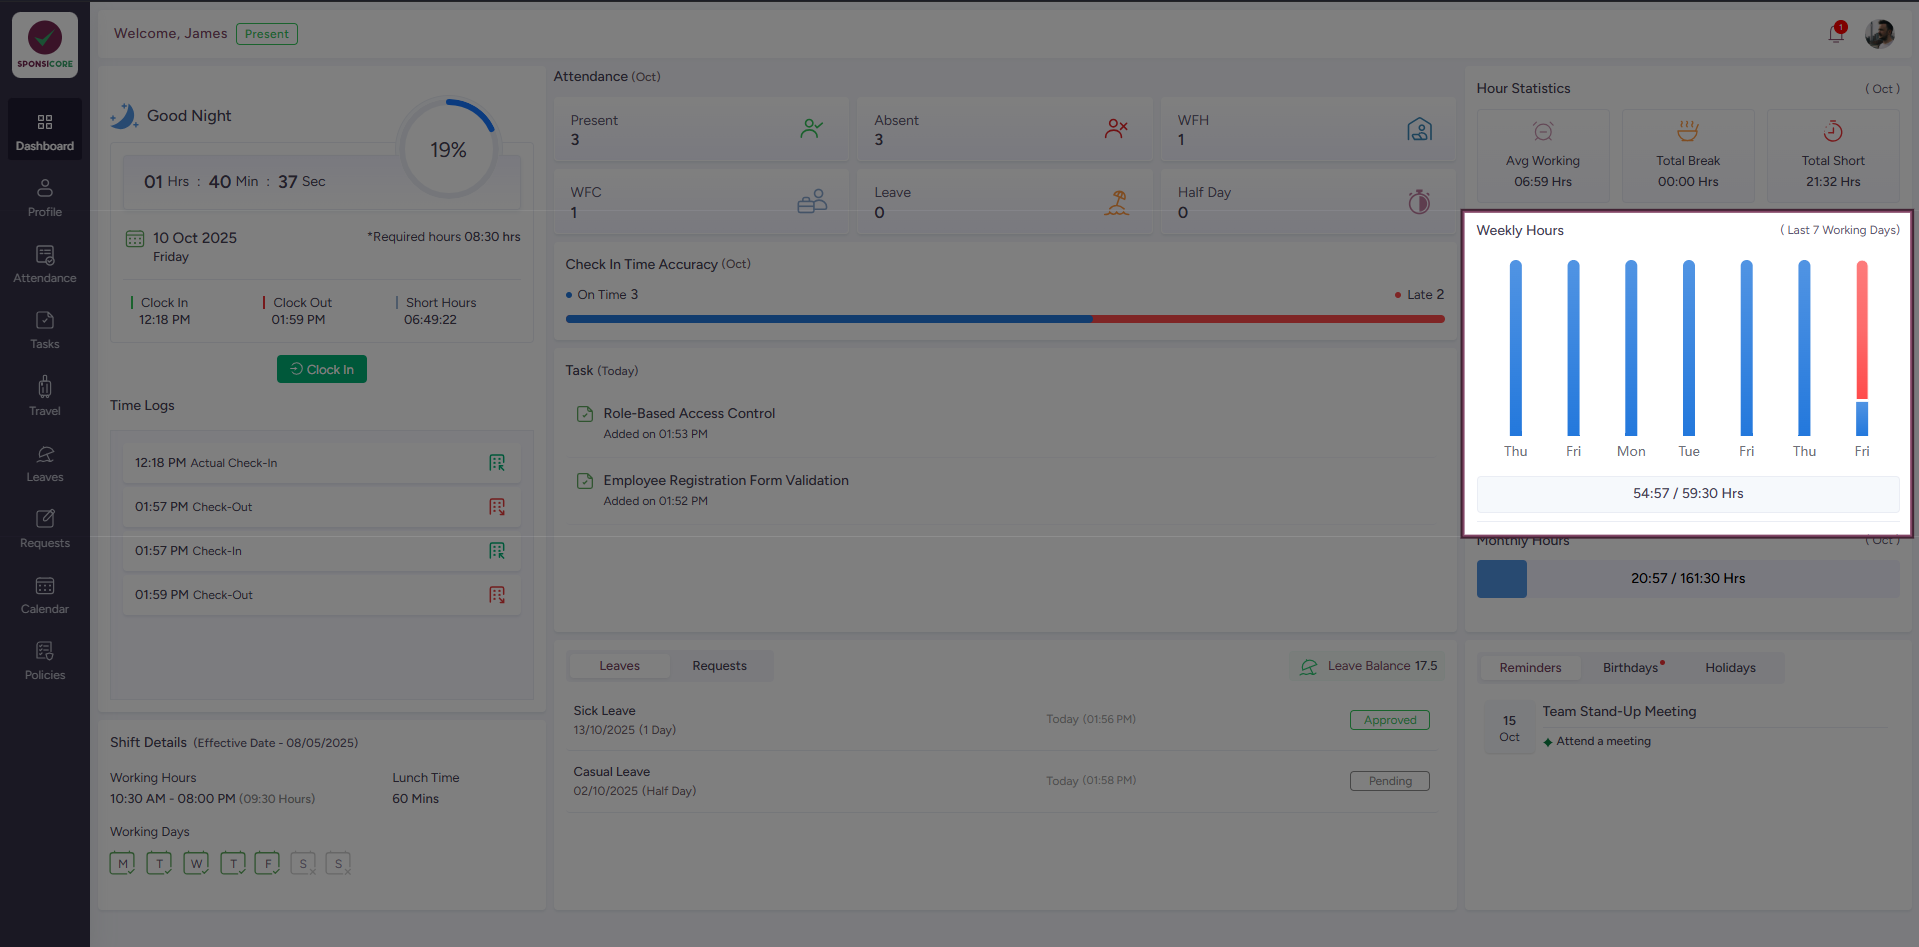 SPONSICORE
Dashboard
Profile
Attendance
Tasks
Travel
Leaves
Requests
Calendar
Policies
Welcome, James Present
1
Good Night
19%
01 Hrs : 40 Min : 37 Sec
10 Oct 2025
Friday
*Required hours 08:30 hrs
Clock In
12:18 PM
Clock Out
01:59 PM
Short Hours
06:49:22
Clock In
Time Logs
12:18 PM Actual Check-In
01:57 PM Check-Out
01:57 PM Check-In
01:59 PM Check-Out
Shift Details (Effective Date - 08/05/2025)
Working Hours
10:30 AM - 08:00 PM (09:30 Hours)
Lunch Time
60 Mins
Working Days
M T W T F S S
Attendance (Oct)
Present
3
Absent
3
WFH
1
WFC
1
Leave
0
Half Day
0
Check In Time Accuracy (Oct)
On Time 3
Late 2
Task (Today)
Role-Based Access Control
Added on 01:53 PM
Employee Registration Form Validation
Added on 01:52 PM
Leaves Requests
Leave Balance 17.5
Sick Leave
13/10/2025 (1 Day)
Today (01:56 PM)
Approved
Casual Leave
02/10/2025 (Half Day)
Today (01:58 PM)
Pending
Hour Statistics
( Oct )
Avg Working
06:59 Hrs
Total Break
00:00 Hrs
Total Short
21:32 Hrs
Weekly Hours
( Last 7 Working Days)
Thu Fri Mon Tue Fri Thu Fri
54:57 / 59:30 Hrs
Monthly Hours
( Oct )
20:57 / 161:30 Hrs
Reminders Birthdays Holidays
15
Oct
Team Stand-Up Meeting
Attend a meeting